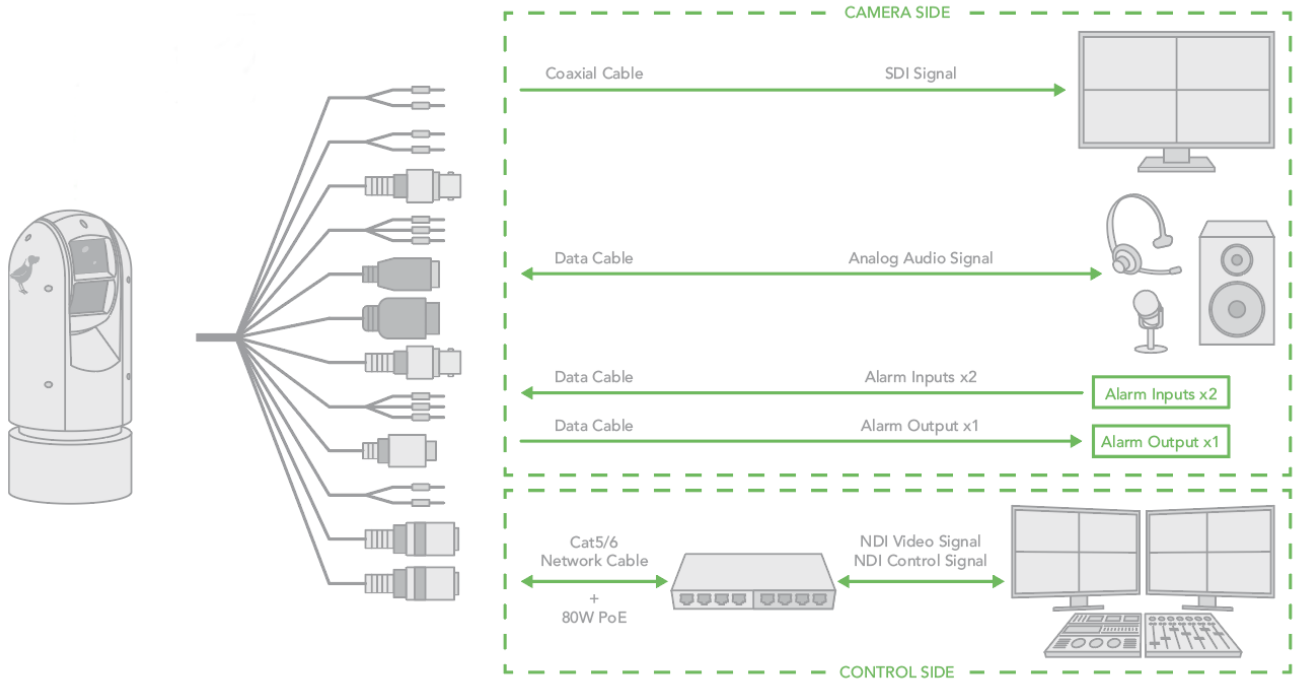 CAMERA SIDE
Coaxial Cable
SDI Signal
Data Cable
Analog Audio Signal
Data Cable
Alarm Inputs x2
Alarm Inputs x2
Data Cable
Alarm Output x1
Alarm Output x1
Cat5/6
Network Cable
+
80W PoE
NDI Video Signal
NDI Control Signal
CONTROL SIDE